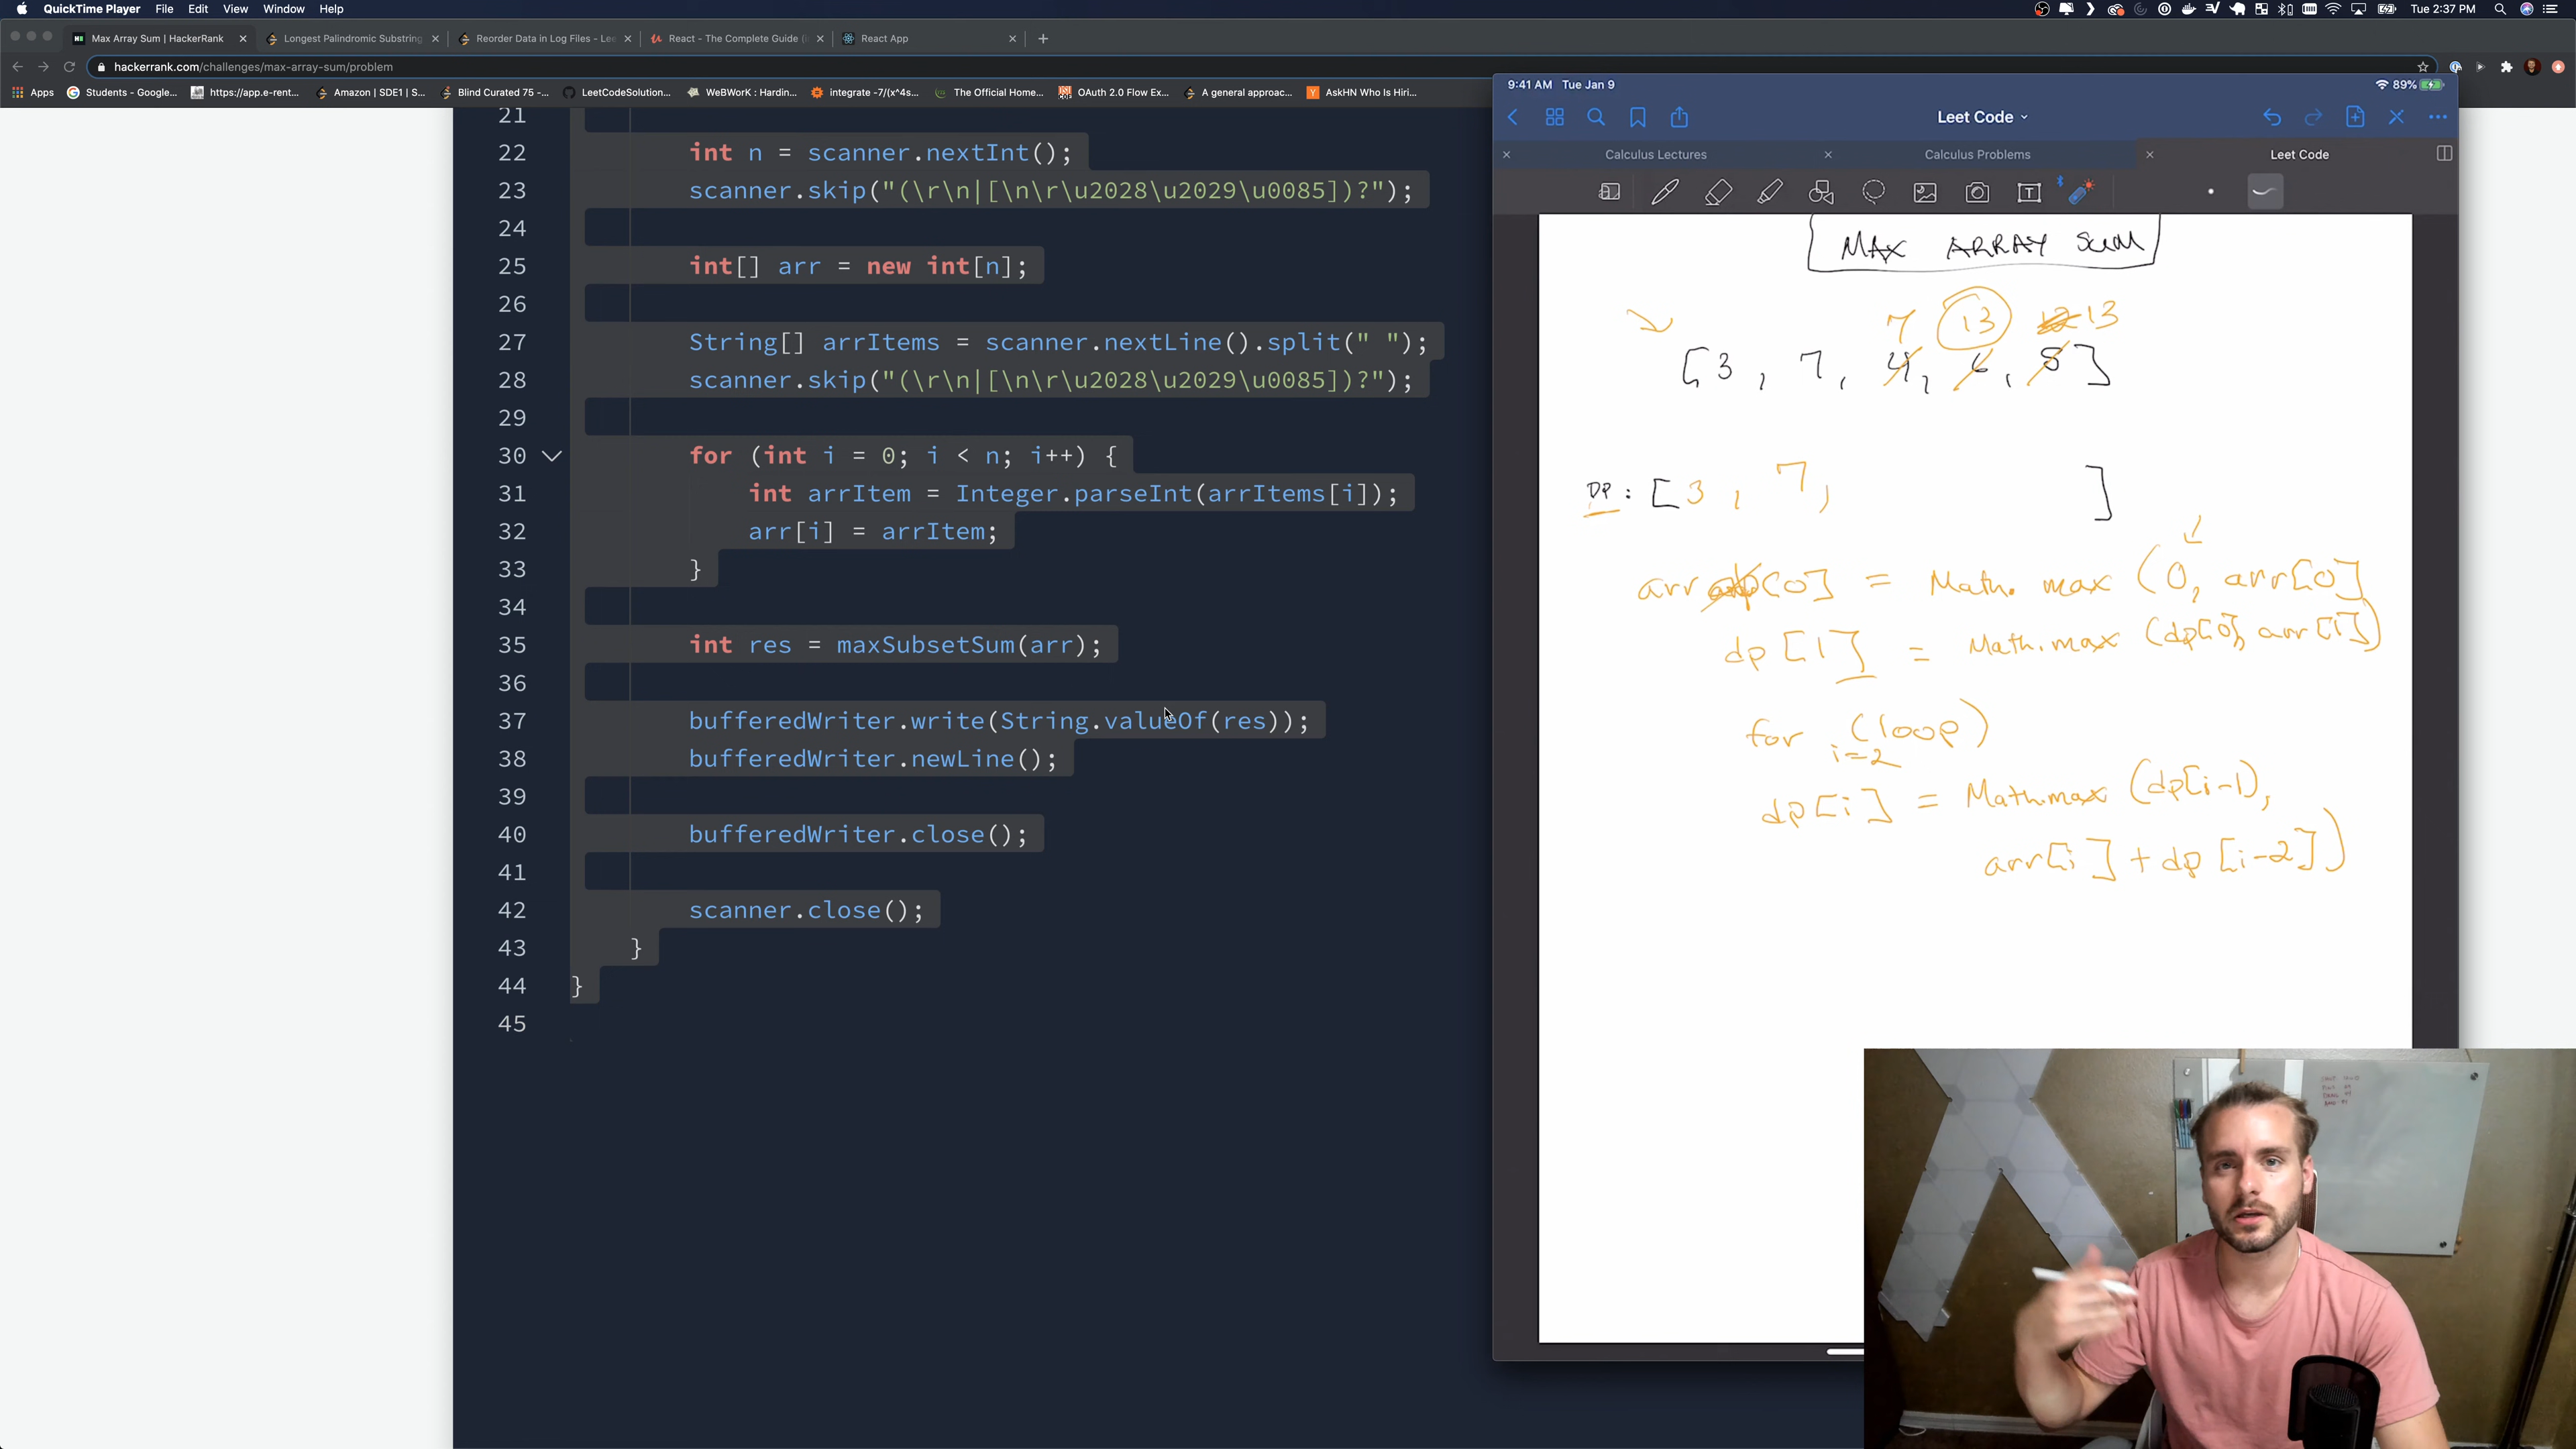 QuickTime Player File Edit View Window Help
Tue 2:37 PM
Max Array Sum | HackerRank
Longest Palindromic Substring
Reorder Data in Log Files - Lee
React - The Complete Guide (i
React App
hackerrank.com/challenges/max-array-sum/problem
Apps
Students - Google...
https://app.e-rent...
Amazon | SDE1 | S...
Blind Curated 75 -...
LeetCodeSolution...
WeBWorK : Hardin...
integrate -7/(x^4s...
The Official Home...
OAuth 2.0 Flow Ex...
A general approac...
AskHN Who Is Hiri...
21
22 int n = scanner.nextInt();
23 scanner.skip("(\r\n|[\n\r\u2028\u2029\u0085])?");
24
25 int[] arr = new int[n];
26
27 String[] arrItems = scanner.nextLine().split(" ");
28 scanner.skip("(\r\n|[\n\r\u2028\u2029\u0085])?");
29
30 for (int i = 0; i < n; i++) {
31 int arrItem = Integer.parseInt(arrItems[i]);
32 arr[i] = arrItem;
33 }
34
35 int res = maxSubsetSum(arr);
36
37 bufferedWriter.write(String.valueOf(res));
38 bufferedWriter.newLine();
39
40 bufferedWriter.close();
41
42 scanner.close();
43 }
44 }
45
9:41 AM Tue Jan 9
89%
Leet Code
Calculus Lectures
Calculus Problems
Leet Code
MAX ARRAY SUM
7 13 13
[3, 7, 4, 6, 5]
DP: [3, 7, ]
arr [0] = Math. max (0, arr[0]
dp [1] = Math.max (dp[0], arr[1])
for (loop)
i=2
dp[i] = Math.max (dp[i-1),
arr[i] + dp [i-2])